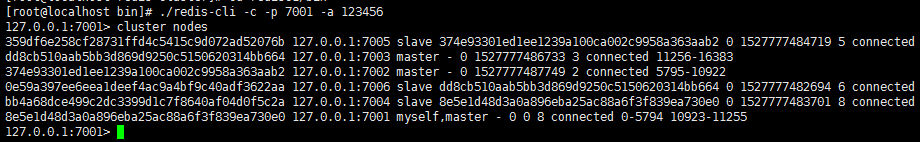 [root@localhost bin]# ./redis-cli -c -p 7001 -a 123456
127.0.0.1:7001> cluster nodes
359df6e258cf28731ffd4c5415c9d072ad52076b 127.0.0.1:7005 slave 374e93301ed1ee1239a100ca002c9958a363aab2 0 1527777484719 5 connected
dd8cb510aab5bb3d869d9250c5150620314bb664 127.0.0.1:7003 master - 0 1527777486733 3 connected 11256-16383
374e93301ed1ee1239a100ca002c9958a363aab2 127.0.0.1:7002 master - 0 1527777487749 2 connected 5795-10922
0e59a397ee6eea1deef4ac9a4bf9c40adf3622aa 127.0.0.1:7006 slave dd8cb510aab5bb3d869d9250c5150620314bb664 0 1527777482694 6 connected
bb4a68dce499c2dc3399d1c7f8640af04d0f5c2a 127.0.0.1:7004 slave 8e5e1d48d3a0a896eba25ac88a6f3f839ea730e0 0 1527777483701 8 connected
8e5e1d48d3a0a896eba25ac88a6f3f839ea730e0 127.0.0.1:7001 myself,master - 0 0 8 connected 0-5794 10923-11255
127.0.0.1:7001>